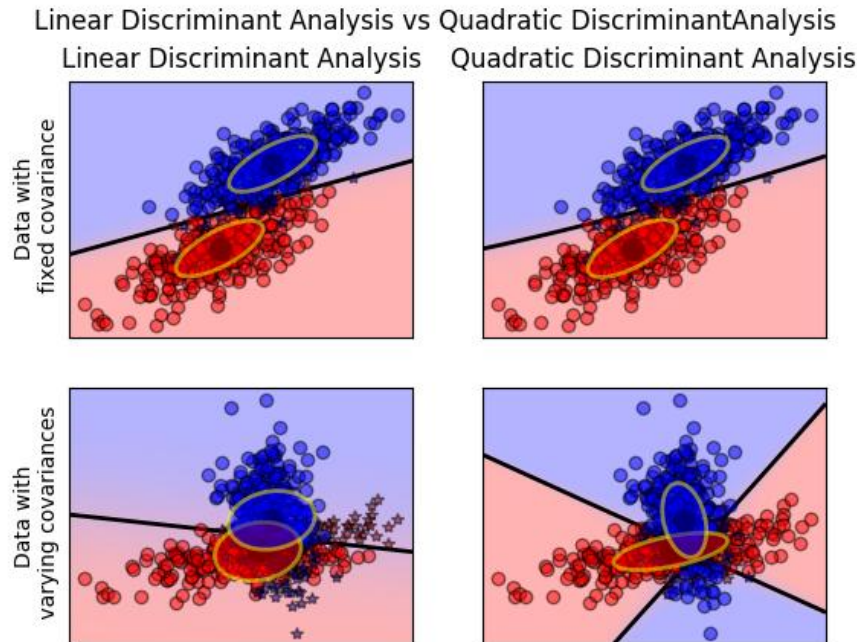 Linear Discriminant Analysis vs Quadratic DiscriminantAnalysis
Linear Discriminant Analysis
Quadratic Discriminant Analysis
Data with
fixed covariance
Data with
varying covariances